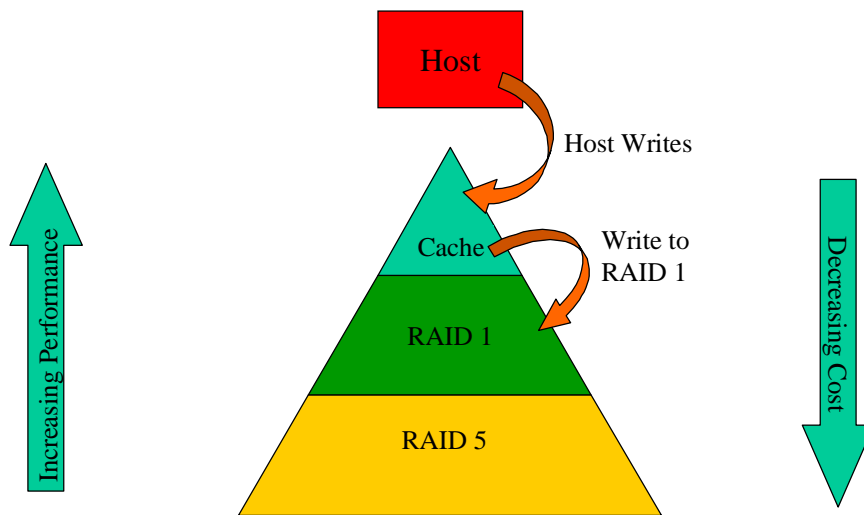 Host
Host Writes
Cache
Write to
RAID 1
RAID 1
RAID 5
Increasing Performance
Decreasing Cost